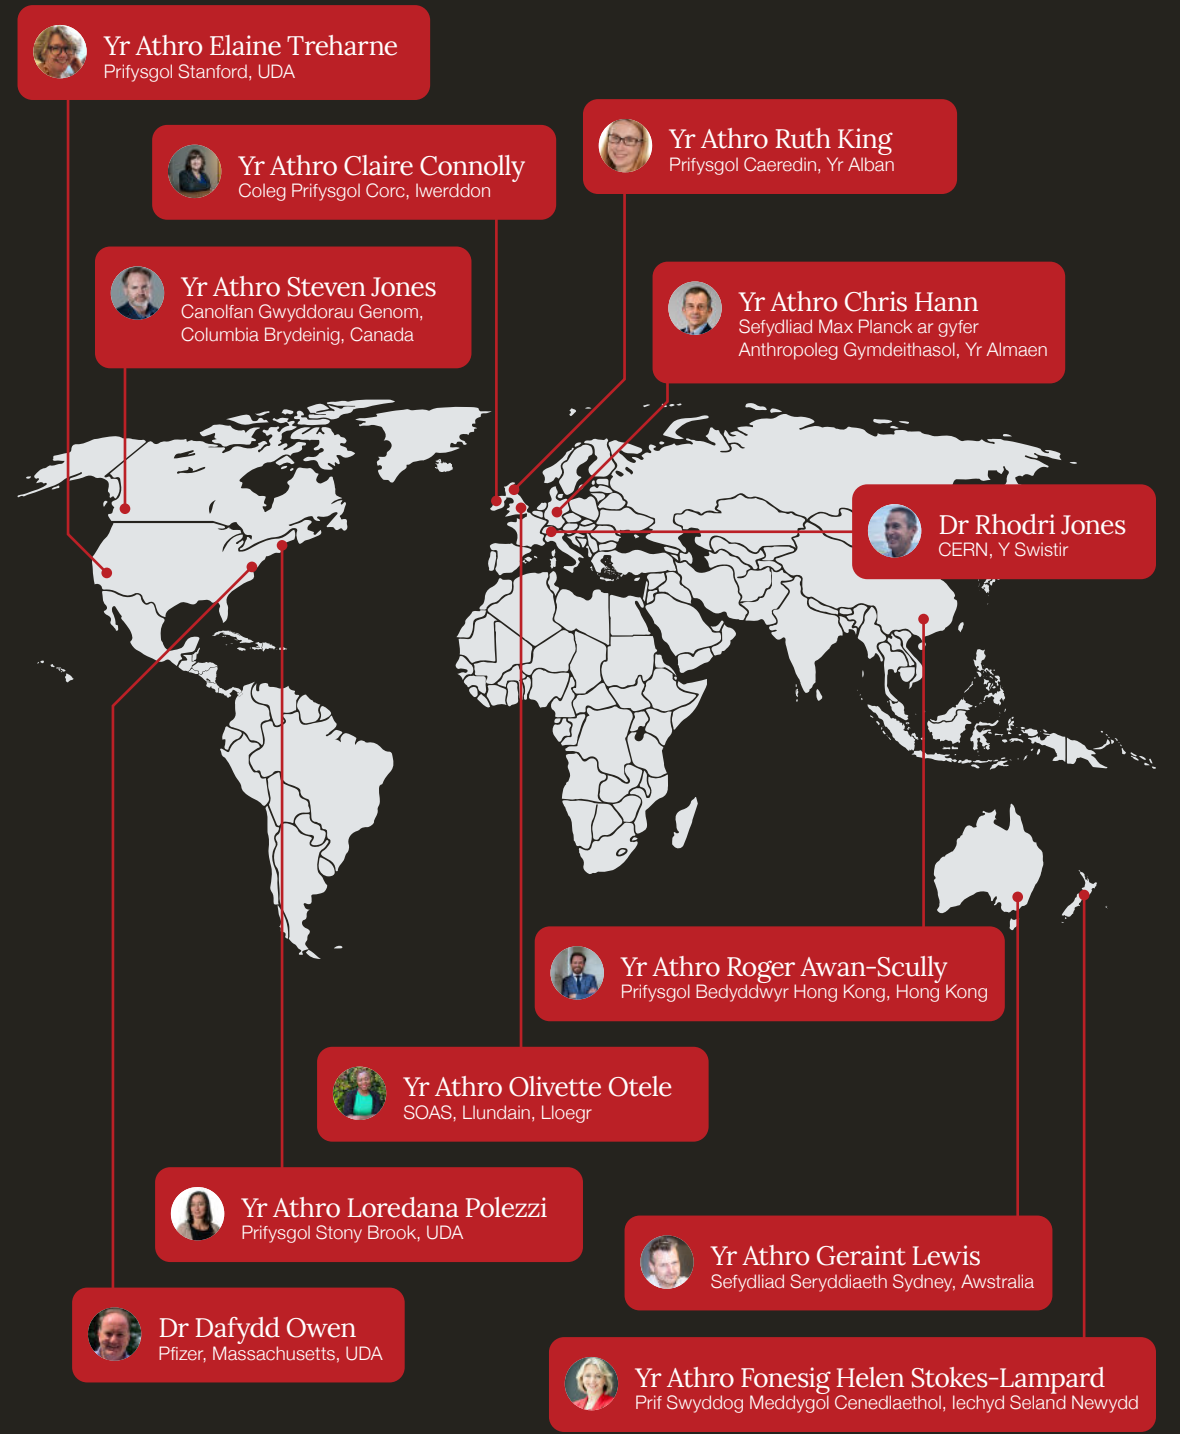 Yr Athro Elaine Treharne
Prifysgol Stanford, UDA
Yr Athro Ruth King
Prifysgol Caeredin, Yr Alban
Yr Athro Claire Connolly
Coleg Prifysgol Corc, Iwerddon
Yr Athro Steven Jones
Canolfan Gwyddorau Genom,
Columbia Brydeinig, Canada
Yr Athro Chris Hann
Sefydliad Max Planck ar gyfer
Anthropoleg Gymdeithasol, Yr Almaen
Dr Rhodri Jones
CERN, Y Swistir
Yr Athro Roger Awan-Scully
Prifysgol Bedyddwyr Hong Kong, Hong Kong
Yr Athro Olivette Otele
SOAS, Llundain, Lloegr
Yr Athro Loredana Polezzi
Prifysgol Stony Brook, UDA
Yr Athro Geraint Lewis
Sefydliad Seryddiaeth Sydney, Awstralia
Dr Dafydd Owen
Pfizer, Massachusetts, UDA
Yr Athro Fonesig Helen Stokes-Lampard
Prif Swyddog Meddygol Cenedlaethol, Iechyd Seland Newydd